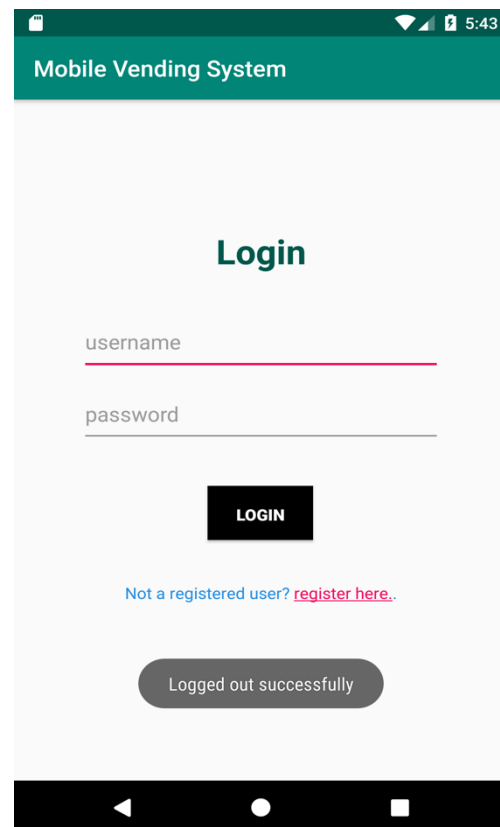 5:43
Mobile Vending System
Login
username
password
LOGIN
Not a registered user? register here..
Logged out successfully